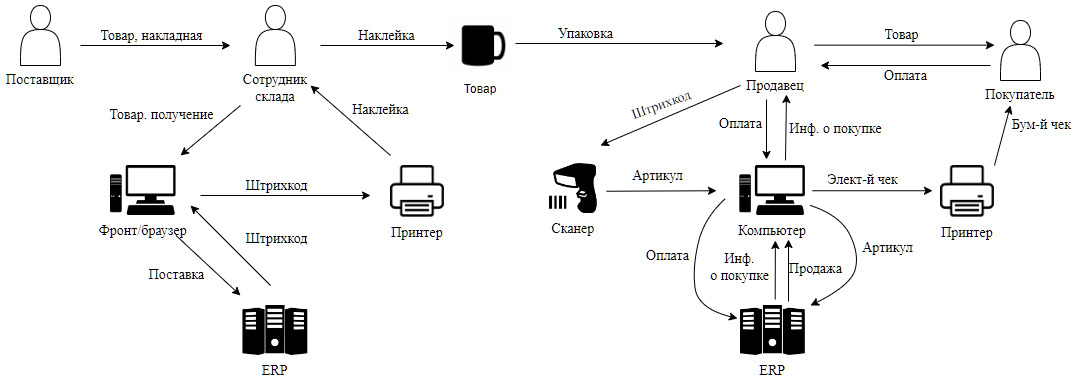 Товар, накладная
Наклейка
Упаковка
Товар
Оплата
Поставщик
Сотрудник
склада
Товар
Продавец
Покупатель
Товар. получение
Наклейка
Штрихкод
Оплата
Инф. о покупке
Бум-й чек
Штрихкод
Артикул
Элект-й чек
Фронт/браузер
Принтер
Сканер
Компьютер
Принтер
Штрихкод
Поставка
Оплата
Инф.
о покупке
Продажа
Артикул
ERP
ERP